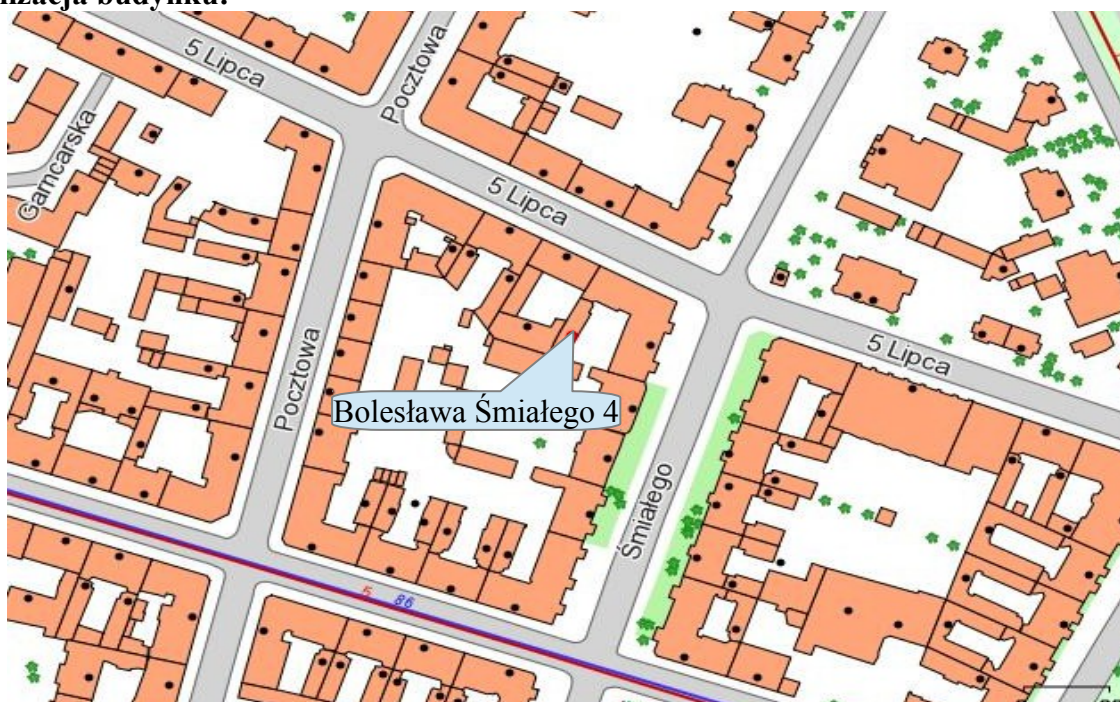 lizacja budynku:
5 Lipca
Pocztowa
Garncarska
5 Lipca
5 Lipca
Pocztowa
Bolesława Śmiałego 4
Śmiałego
5 86